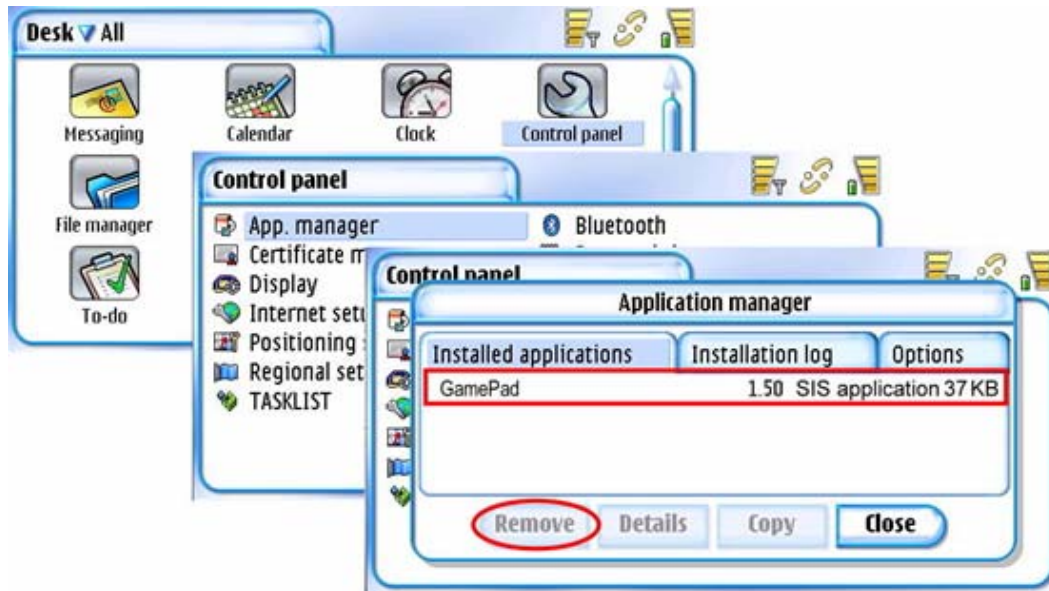 Desk All
Messaging Calendar Clock Control panel
File manager
To-do
Control panel
App. manager Bluetooth
Certificate m
Display
Internet setu
Positioning
Regional set
TASKLIST
Control panel
Application manager
Installed applications Installation log Options
GamePad 1.50 SIS application 37 KB
Remove Details Copy Close